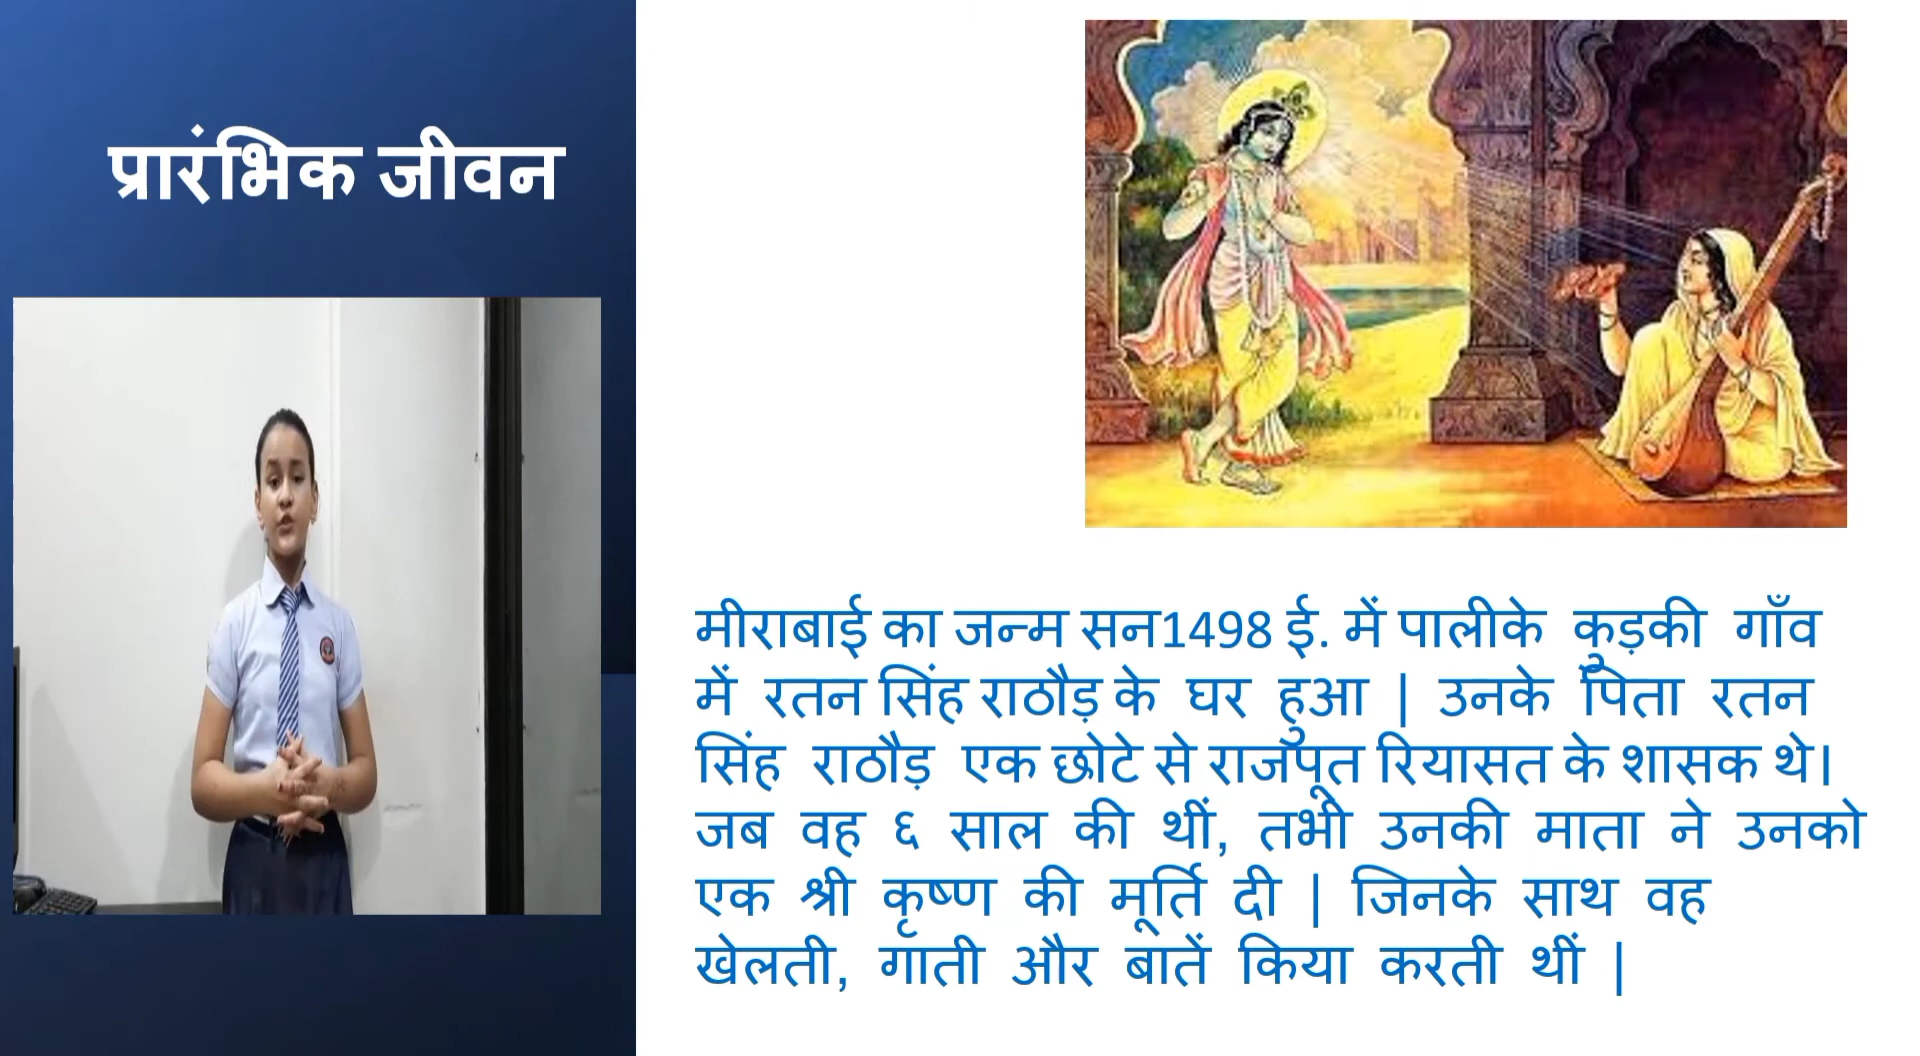 प्रारंभिक जीवन
मीराबाई का जन्म सन1498 ई. में पालीके कुड़की गाँव
में रतन सिंह राठौड़ के घर हुआ | उनके पिता रतन
सिंह राठौड़ एक छोटे से राजपूत रियासत के शासक थे।
जब वह ६ साल की थीं, तभी उनकी माता ने उनको
एक श्री कृष्ण की मूर्ति दी | जिनके साथ वह
खेलती, गाती और बातें किया करती थीं |